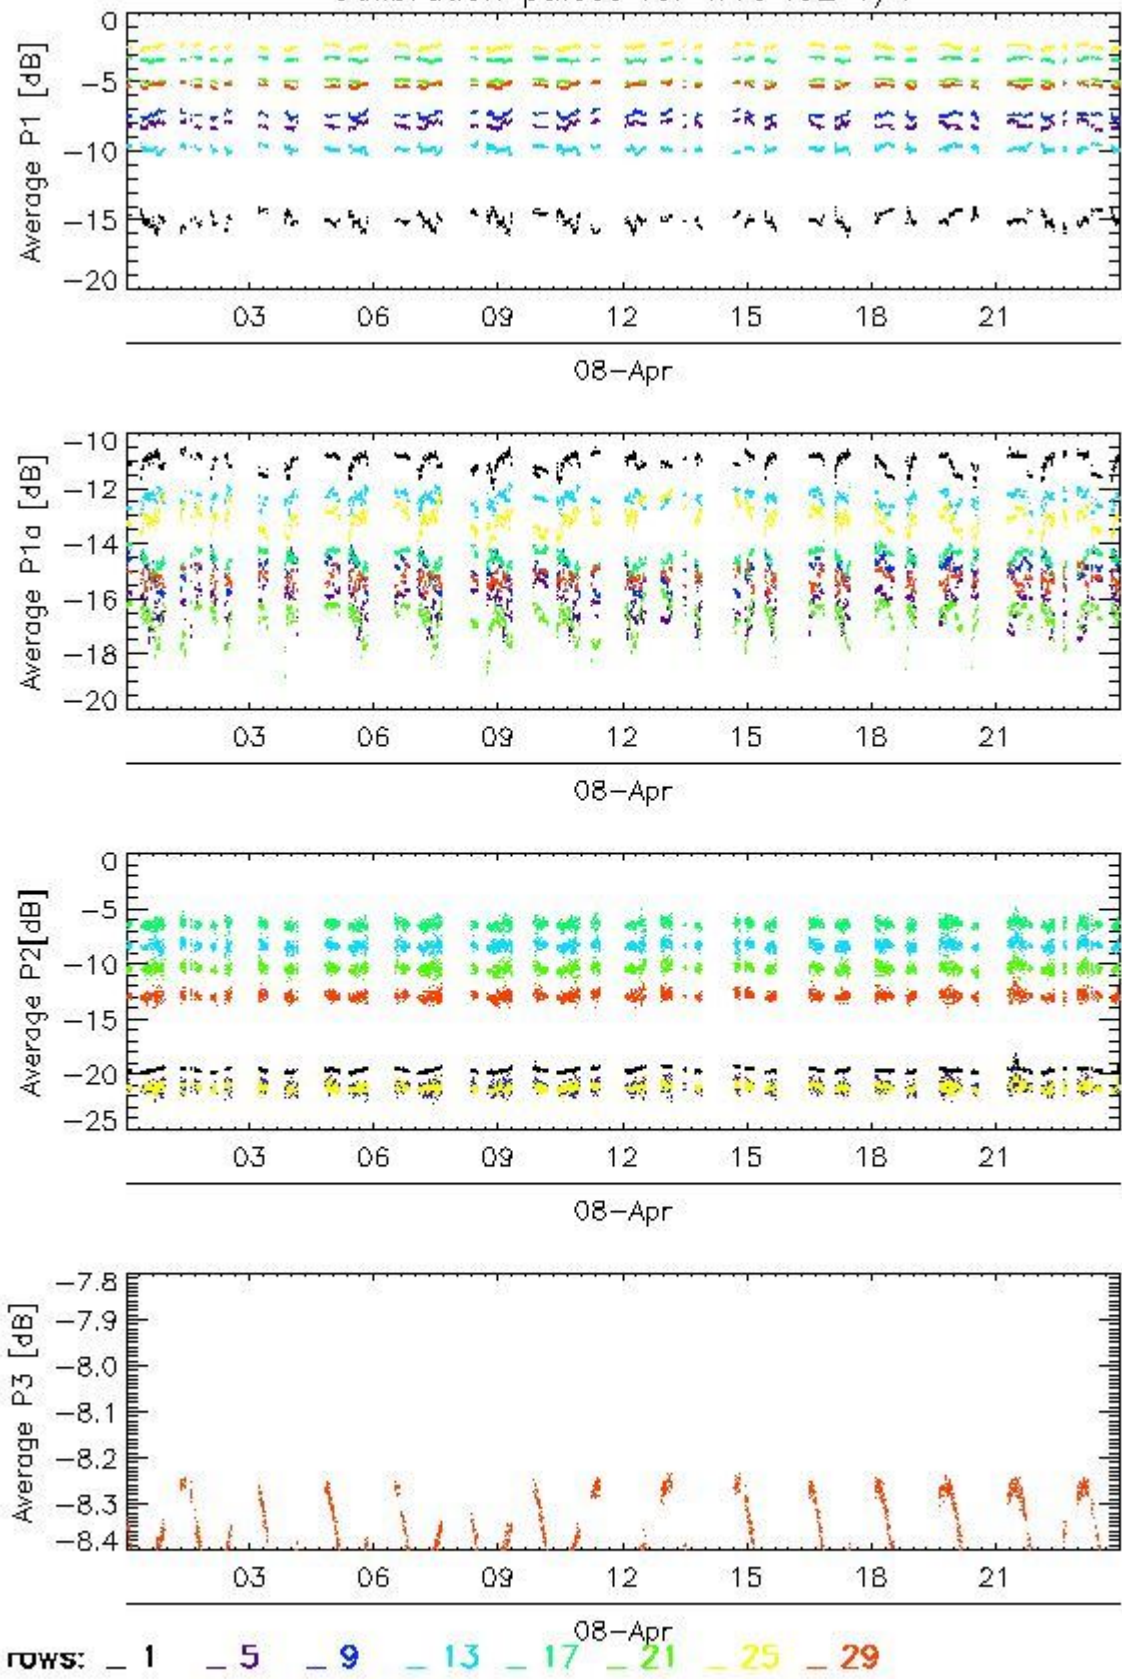 0
Average P1 [dB]
−5
−10
−15
−20
03 06 09 12 15 18 21
08−Apr
−10
Average P1a [dB]
−12
−14
−16
−18
−20
03 06 09 12 15 18 21
08−Apr
0
Average P2[dB]
−5
−10
−15
−20
−25
03 06 09 12 15 18 21
08−Apr
−7.8
Average P3 [dB]
−7.9
−8.0
−8.1
−8.2
−8.3
−8.4
03 06 09 12 15 18 21
08−Apr
rows: _ 1 _ 5 _ 9 _ 13 _ 17 _ 21 _ 25 _ 29